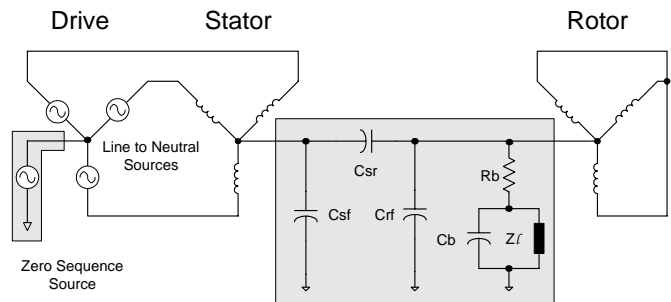 Drive
Stator
Rotor
Line to Neutral
Sources
Csr
Rb
Csf
Crf
Cb
Zℓ
Zero Sequence
Source